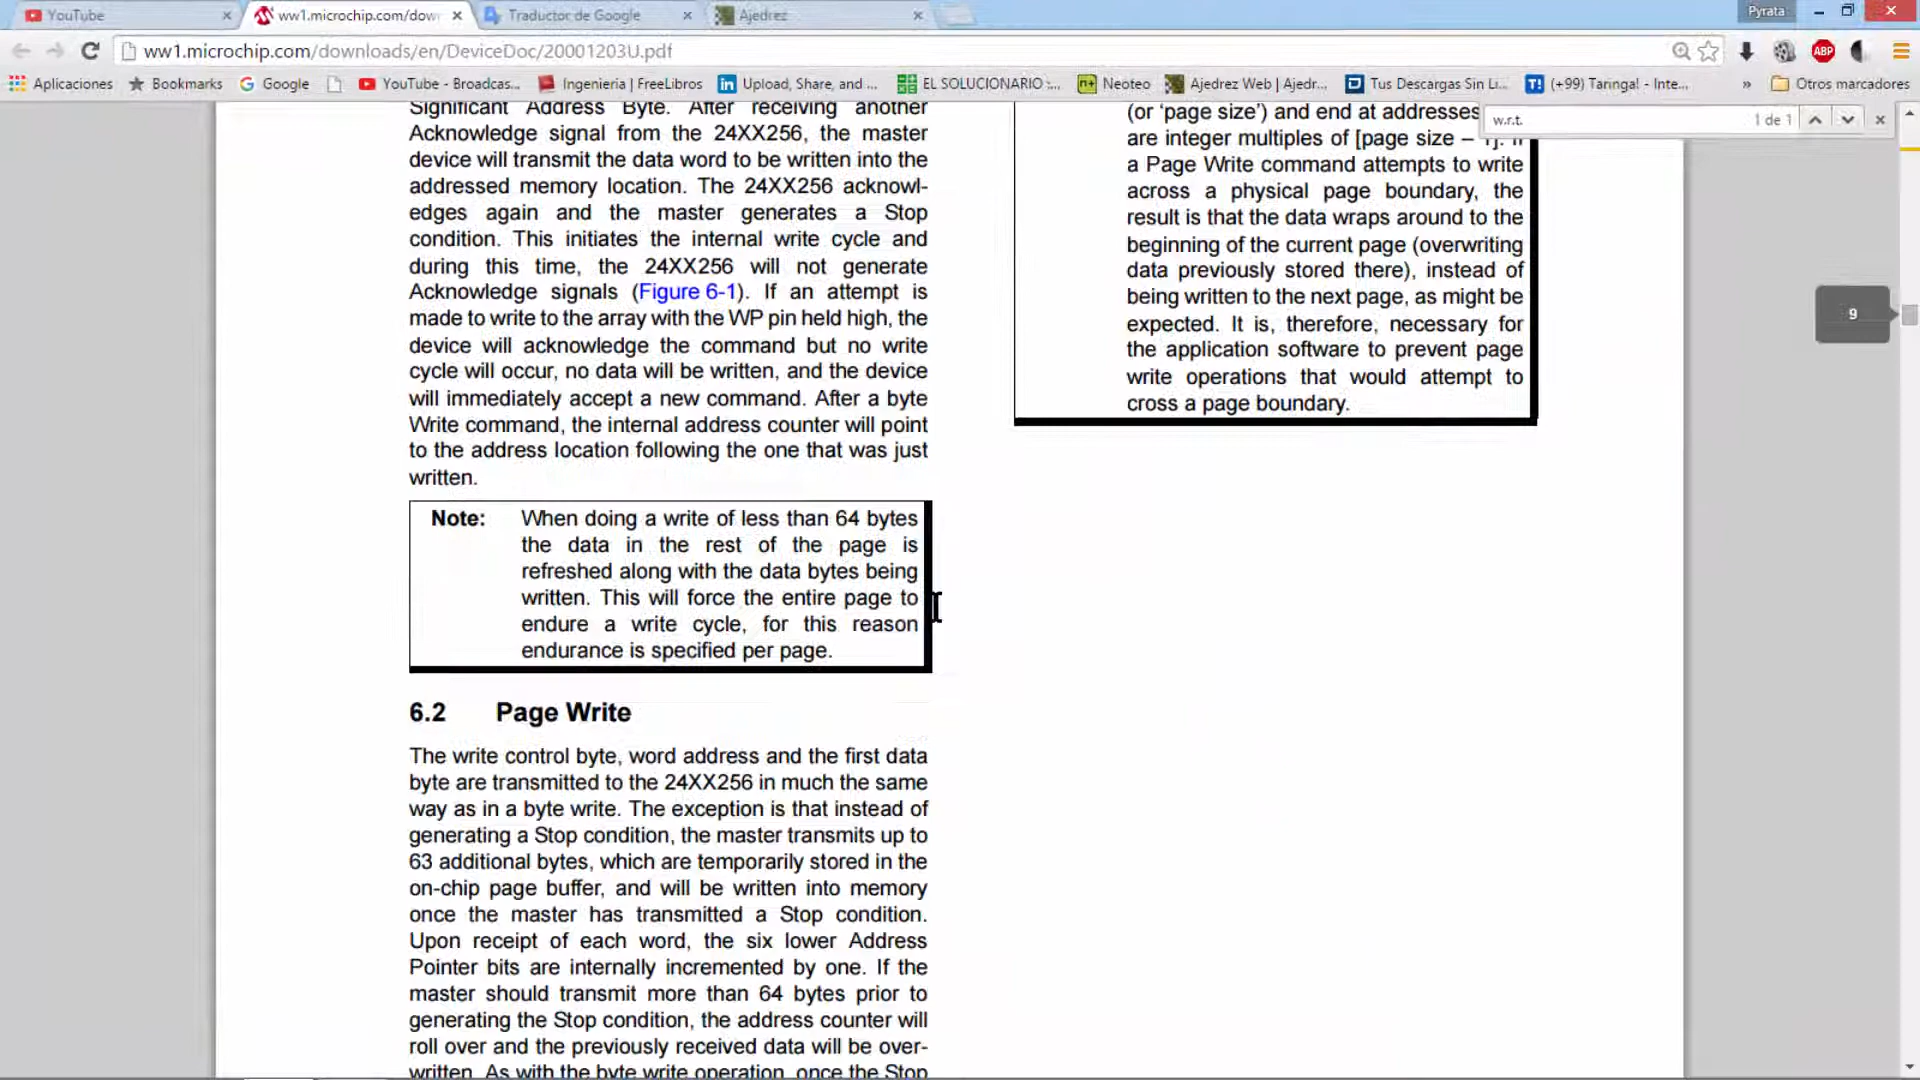 YouTube
ww1.microchip.com/dow
Traductor de Google
Ajedrez
Pyrata
ww1.microchip.com/downloads/en/DeviceDoc/20001203U.pdf
ABP
Aplicaciones
Bookmarks
Google
YouTube - Broadcas...
Ingenieria | FreeLibros
Upload, Share, and ...
EL SOLUCIONARIO :...
Neoteo
Ajedrez Web | Ajedr...
Tus Descargas Sin Li...
(+99) Taringa! - Inte...
»
Otros marcadores
w.r.t.
1 de 1
9
Significant Address Byte. After receiving another
Acknowledge signal from the 24XX256, the master
device will transmit the data word to be written into the
addressed memory location. The 24XX256 acknowl-
edges again and the master generates a Stop
condition. This initiates the internal write cycle and
during this time, the 24XX256 will not generate
Acknowledge signals (Figure 6-1). If an attempt is
made to write to the array with the WP pin held high, the
device will acknowledge the command but no write
cycle will occur, no data will be written, and the device
will immediately accept a new command. After a byte
Write command, the internal address counter will point
to the address location following the one that was just
written.
Note: When doing a write of less than 64 bytes
the data in the rest of the page is
refreshed along with the data bytes being
written. This will force the entire page to
endure a write cycle, for this reason
endurance is specified per page.
6.2 Page Write
The write control byte, word address and the first data
byte are transmitted to the 24XX256 in much the same
way as in a byte write. The exception is that instead of
generating a Stop condition, the master transmits up to
63 additional bytes, which are temporarily stored in the
on-chip page buffer, and will be written into memory
once the master has transmitted a Stop condition.
Upon receipt of each word, the six lower Address
Pointer bits are internally incremented by one. If the
master should transmit more than 64 bytes prior to
generating the Stop condition, the address counter will
roll over and the previously received data will be over-
written. As with the byte write operation, once the Stop
(or ‘page size’) and end at addresses
are integer multiples of [page size – 1]. If
a Page Write command attempts to write
across a physical page boundary, the
result is that the data wraps around to the
beginning of the current page (overwriting
data previously stored there), instead of
being written to the next page, as might be
expected. It is, therefore, necessary for
the application software to prevent page
write operations that would attempt to
cross a page boundary.